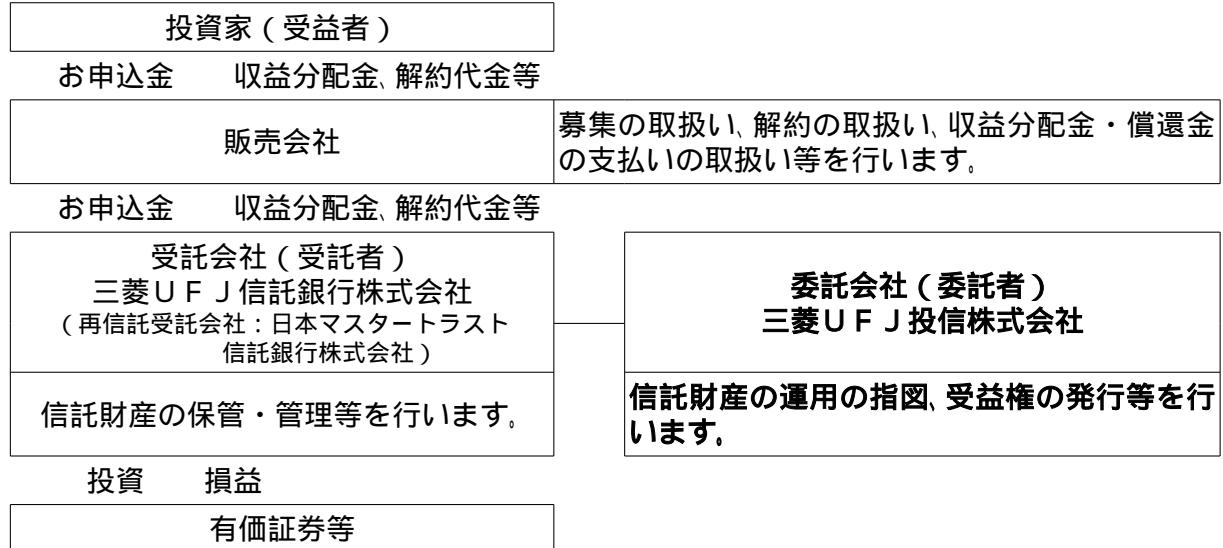 投資家（受益者）
お申込金　　収益分配金、解約代金等
販売会社
募集の取扱い、解約の取扱い、収益分配金・償還金
の支払いの取扱い等を行います。
お申込金　　収益分配金、解約代金等
受託会社（受託者）
三菱ＵＦＪ信託銀行株式会社
（再信託受託会社：日本マスタートラスト
信託銀行株式会社）
委託会社（委託者）
三菱ＵＦＪ投信株式会社
信託財産の保管・管理等を行います。
信託財産の運用の指図、受益権の発行等を行
います。
投資　　損益
有価証券等